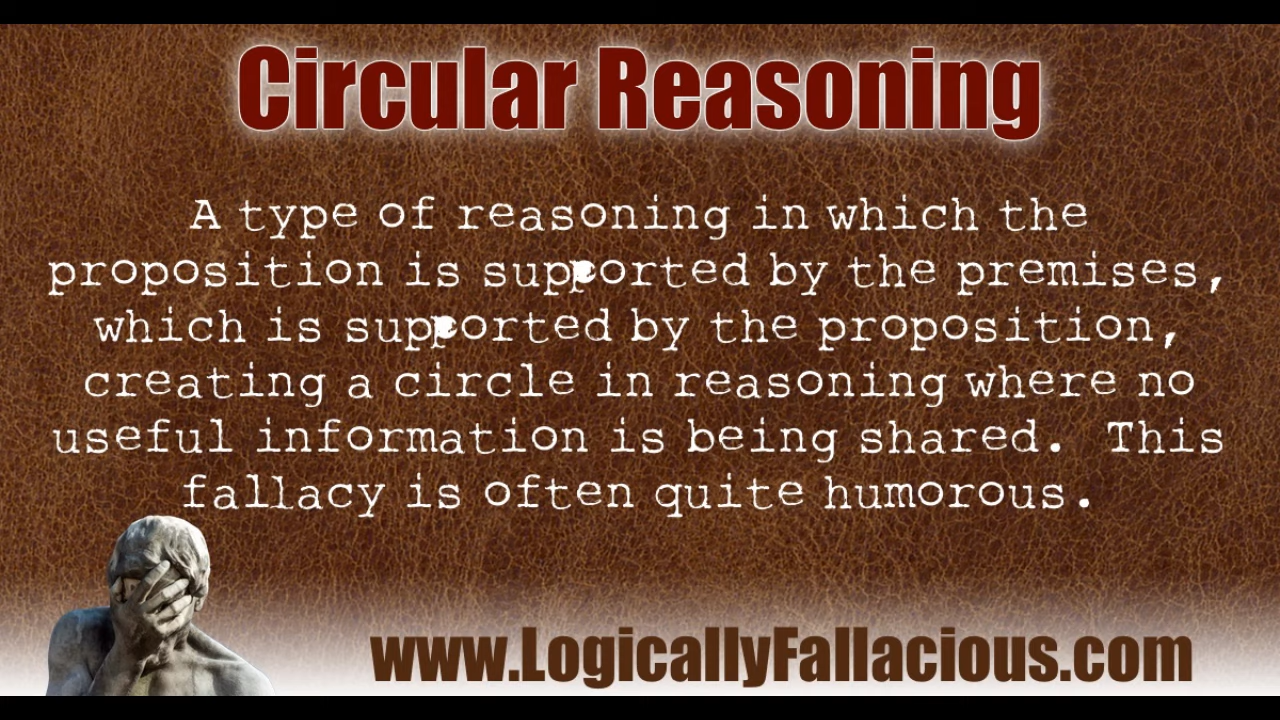 Circular Reasoning
A type of reasoning in which the
proposition is supported by the premises,
which is supported by the proposition,
creating a circle in reasoning where no
useful information is being shared.  This
fallacy is often quite humorous.
www.LogicallyFallacious.com